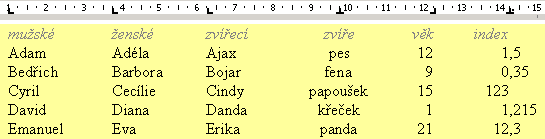 1 2 3 4 5 6 7 8 9 10 11 12 13 14 15
mužské ženské zvířecí zvíře věk index
Adam Adéla Ajax pes 12 1,5
Bedřich Barbora Bojar fena 9 0,35
Cyril Cecílie Cindy papoušek 15 123
David Diana Danda křeček 1 1,215
Emanuel Eva Erika panda 21 12,3